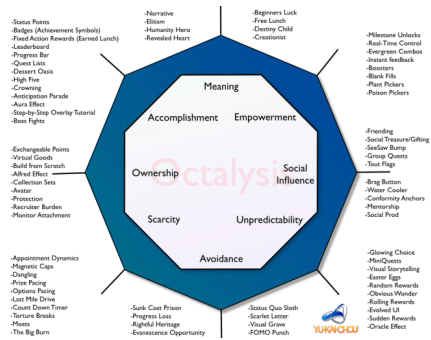 -Status Points
-Badges (Achievement Symbols)
-Fixed Action Rewards (Earned Lunch)
-Leaderboard
-Progress Bar
-Quest Lists
-Dessert Oasis
-High Five
-Crowning
-Anticipation Parade
-Aura Effect
-Step-by-Step Overlay Tutorial
-Boss Fights
-Narrative
-Elitism
-Humanity Hero
-Revealed Heart
-Beginners Luck
-Free Lunch
-Destiny Child
-Creationist
-Milestone Unlocks
-Real-Time Control
-Evergreen Combos
-Instant feedback
-Boosters
-Blank Fills
-Plant Pickers
-Poison Pickers
Meaning
Accomplishment
Empowerment
Octalysis
Ownership
Social
Influence
Scarcity
Unpredictability
Avoidance
-Exchangeable Points
-Virtual Goods
-Build from Scratch
-Alfred Effect
-Collection Sets
-Avatar
-Protection
-Recruiter Burden
-Monitor Attachment
-Friending
-Social Treasure/Gifting
-SeeSaw Bump
-Group Quests
-Tout Flags
-Brag Button
-Water Cooler
-Conformity Anchors
-Mentorship
-Social Prod
-Appointment Dynamics
-Magnetic Caps
-Dangling
-Prize Pacing
-Options Pacing
-Last Mile Drive
-Count Down Timer
-Torture Breaks
-Moats
-The Big Burn
-Sunk Cost Prison
-Progress Loss
-Rightful Heritage
-Evanescence Opportunity
-Status Quo Sloth
-Scarlet Letter
-Visual Grave
-FOMO Punch
-Glowing Choice
-MiniQuests
-Visual Storytelling
-Easter Eggs
-Random Rewards
-Obvious Wonder
-Rolling Rewards
-Evolved UI
-Sudden Rewards
-Oracle Effect
YUKAICHOU